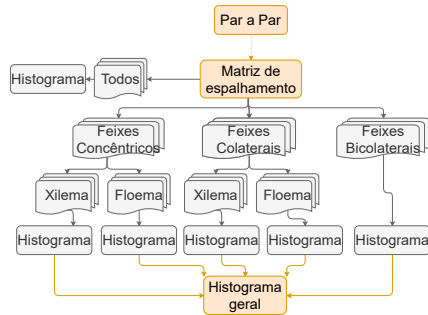 Par a Par
Histograma
Todos
Matriz de
espalhamento
Feixes
Concêntricos
Feixes
Colaterais
Feixes
Bicolaterais
Xilema
Floema
Xilema
Floema
Histograma
Histograma
Histograma
Histograma
Histograma
Histograma
geral